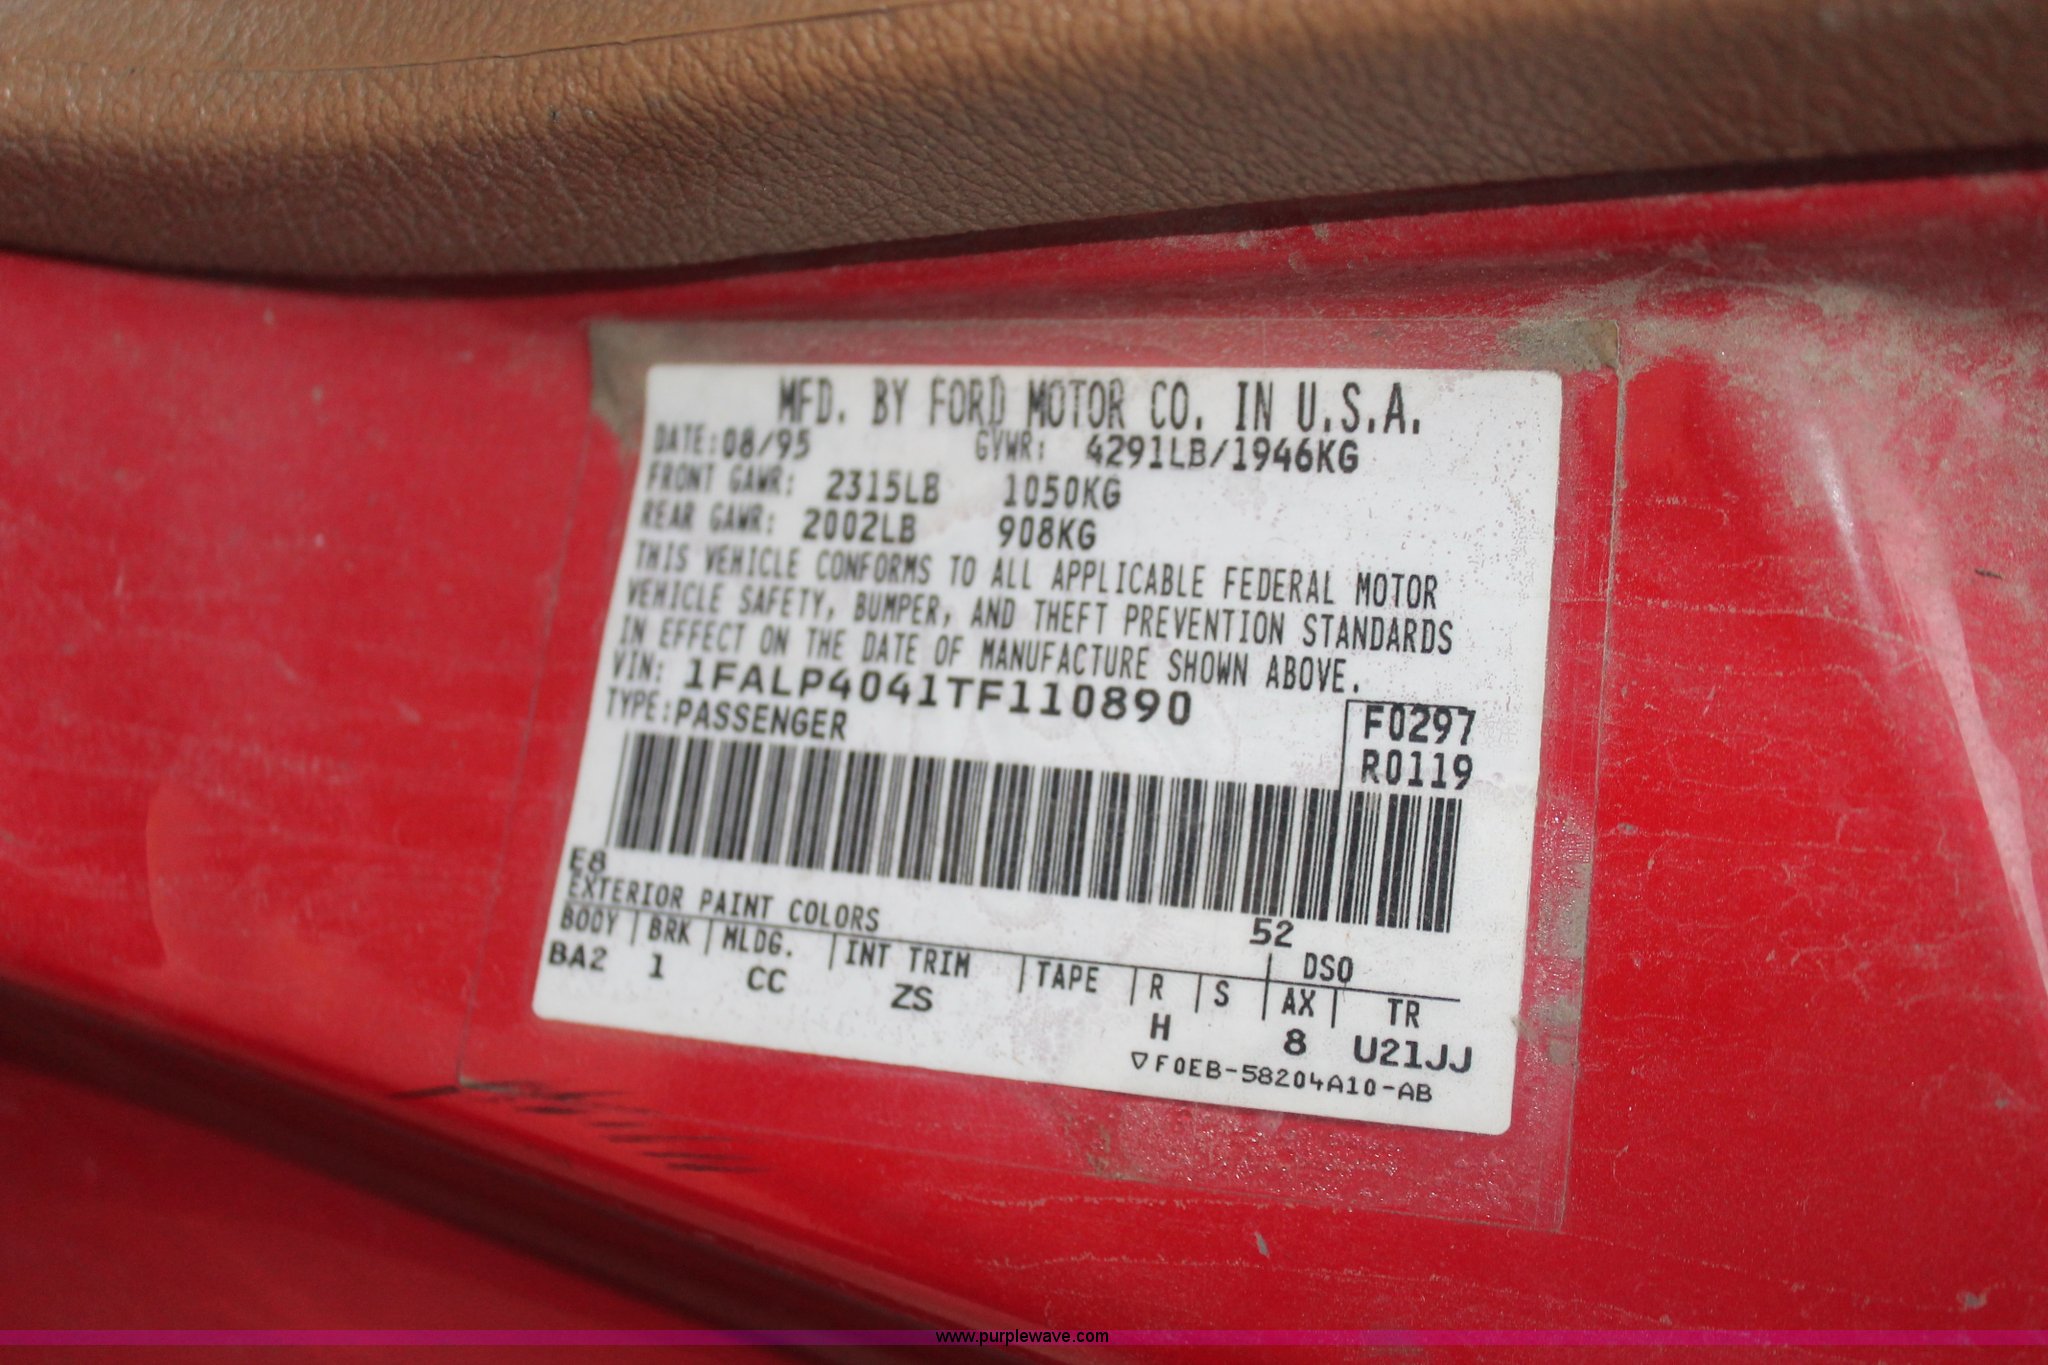 MFD. BY FORD MOTOR CO. IN U.S.A.
DATE:08/95 GVWR: 4291LB/1946KG
FRONT GAWR: 2315LB 1050KG
REAR GAWR: 2002LB 908KG
THIS VEHICLE CONFORMS TO ALL APPLICABLE FEDERAL MOTOR
VEHICLE SAFETY, BUMPER, AND THEFT PREVENTION STANDARDS
IN EFFECT ON THE DATE OF MANUFACTURE SHOWN ABOVE.
VIN: 1FALP4041TF110890
TYPE:PASSENGER
F0297
R0119
E8
EXTERIOR PAINT COLORS 52 DSO
BODY BRK MLDG. INT TRIM TAPE R S AX TR
BA2 1 CC ZS H 8 U21JJ
▽F0EB-58204A10-AB
www.purplewave.com